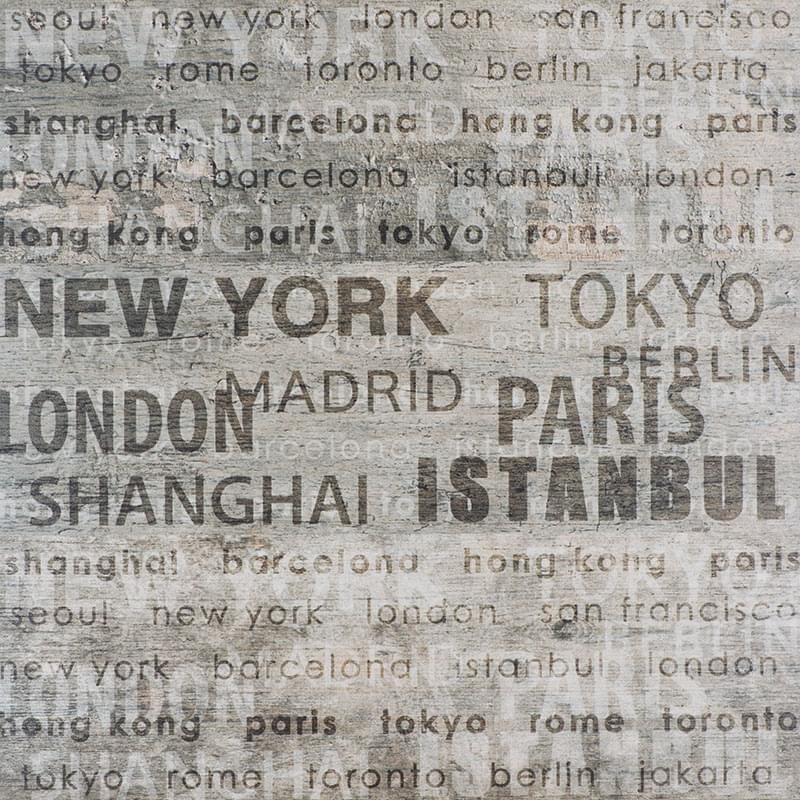 seoul new york london san francisco
tokyo rome toronto berlin jakarta
shanghai barcelona hong kong paris
new york barcelona istanbul london
hong kong paris tokyo rome toronto
NEW YORK TOKYO
BERLIN
LONDON MADRID PARIS
SHANGHAI ISTANBUL
shanghai barcelona hong kong paris
seoul new york london san francisco
new york barcelona istanbul london
hong kong paris tokyo rome toronto
tokyo rome toronto berlin jakarta